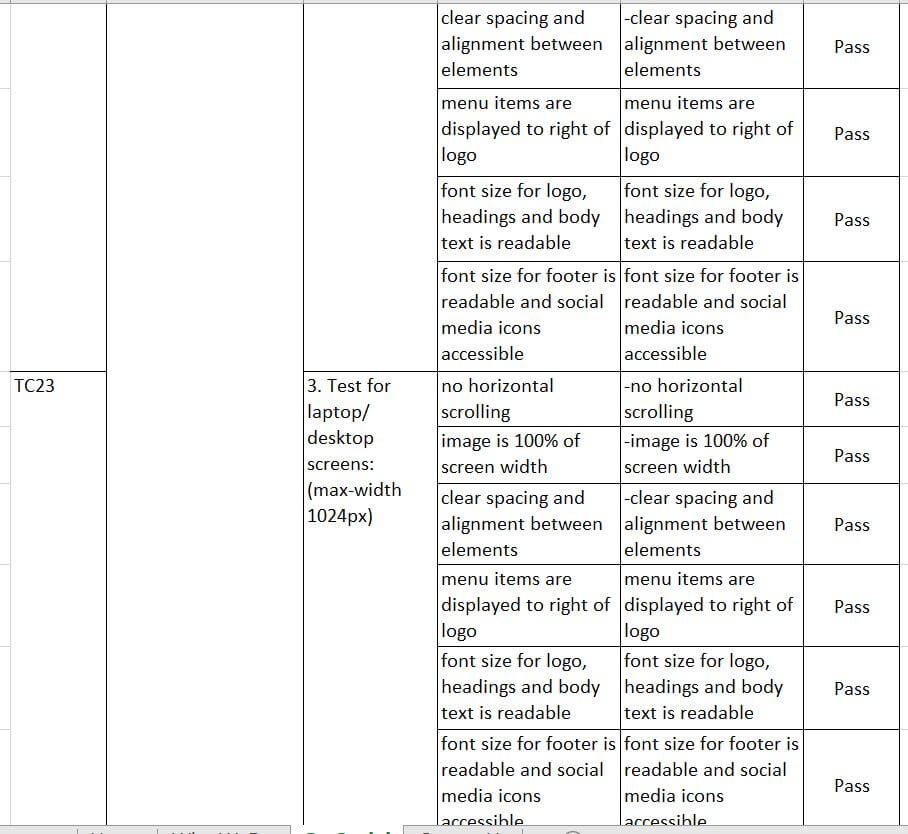 clear spacing and
alignment between
elements
-clear spacing and
alignment between
elements
Pass
menu items are
displayed to right of
logo
menu items are
displayed to right of
logo
Pass
font size for logo,
headings and body
text is readable
font size for logo,
headings and body
text is readable
Pass
font size for footer is
readable and social
media icons
accessible
font size for footer is
readable and social
media icons
accessible
Pass
TC23
3. Test for
laptop/
desktop
screens:
(max-width
1024px)
no horizontal
scrolling
-no horizontal
scrolling
Pass
image is 100% of
screen width
-image is 100% of
screen width
Pass
clear spacing and
alignment between
elements
-clear spacing and
alignment between
elements
Pass
menu items are
displayed to right of
logo
menu items are
displayed to right of
logo
Pass
font size for logo,
headings and body
text is readable
font size for logo,
headings and body
text is readable
Pass
font size for footer is
readable and social
media icons
accessible
font size for footer is
readable and social
media icons
accessible
Pass